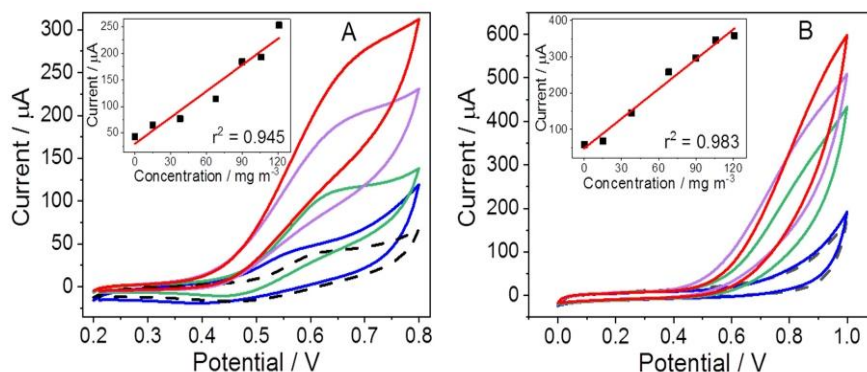 A
Current / µA
300
250
200
150
100
50
0
0.2 0.3 0.4 0.5 0.6 0.7 0.8
Potential / V
Current / µA
250
200
150
100
50
0 30 60 90 120
Concentration / mg m⁻³
r² = 0.945
B
Current / µA
600
500
400
300
200
100
0
0.0 0.2 0.4 0.6 0.8 1.0
Potential / V
Current / µA
400
300
200
100
0 30 60 90 120
Concentration / mg m⁻³
r² = 0.983